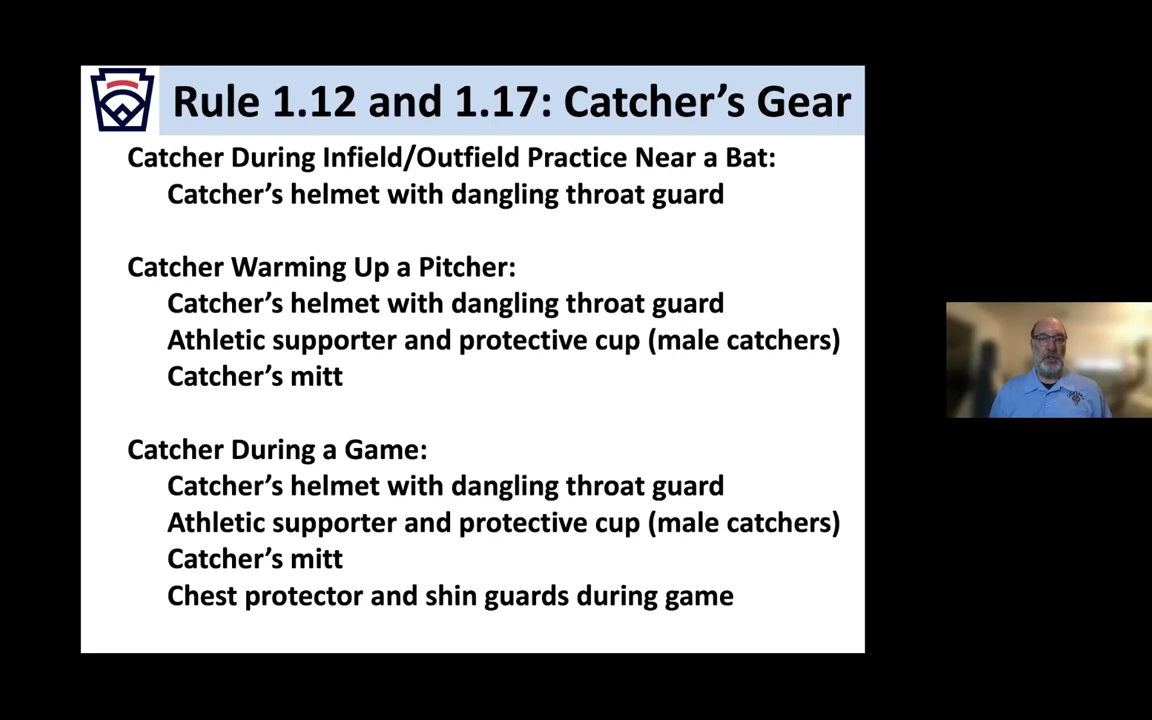 Rule 1.12 and 1.17: Catcher's Gear
Catcher During Infield/Outfield Practice Near a Bat:
Catcher's helmet with dangling throat guard
Catcher Warming Up a Pitcher:
Catcher's helmet with dangling throat guard
Athletic supporter and protective cup (male catchers)
Catcher's mitt
Catcher During a Game:
Catcher's helmet with dangling throat guard
Athletic supporter and protective cup (male catchers)
Catcher's mitt
Chest protector and shin guards during game